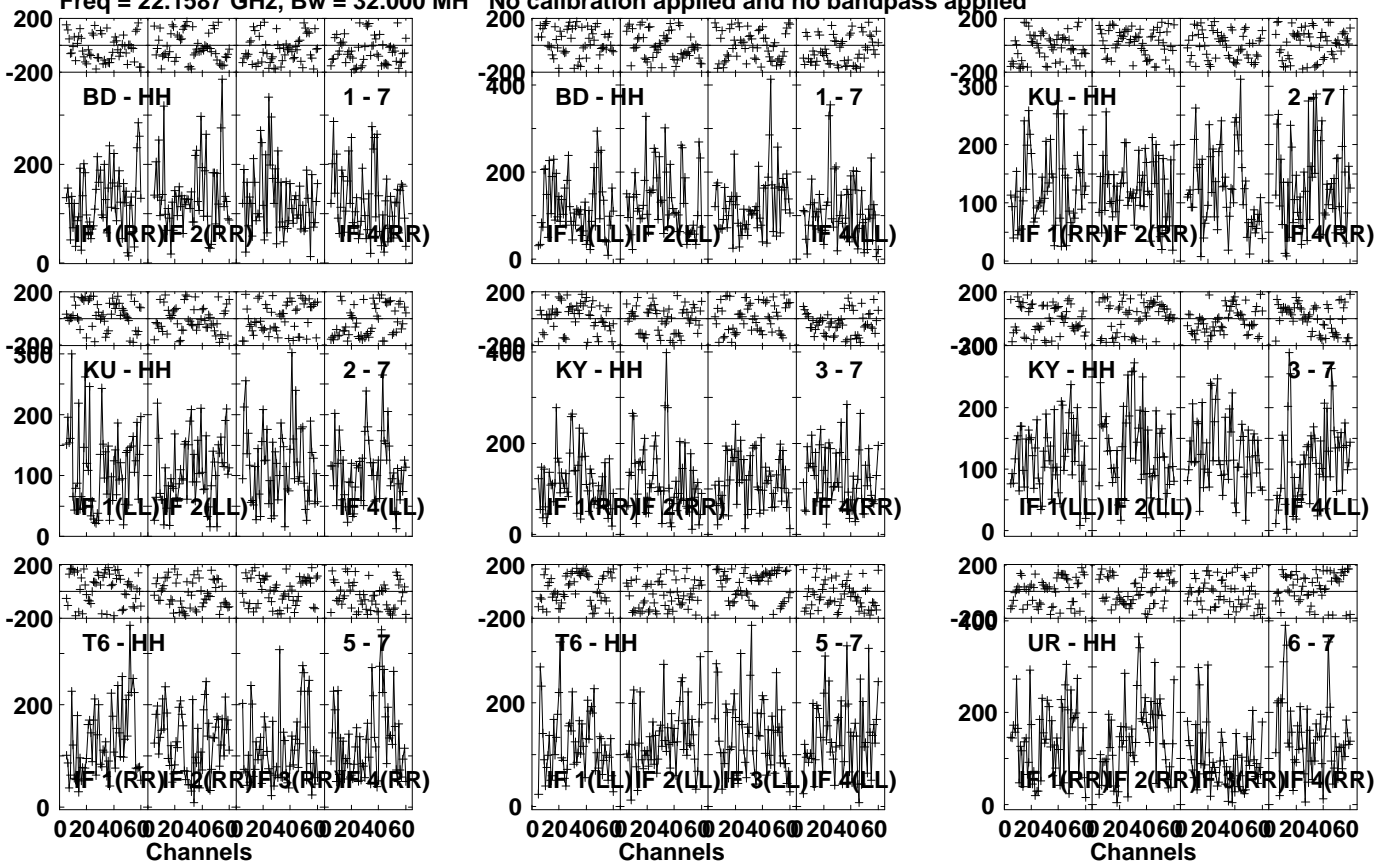 Freq = 22.1587 GHz, Bw = 32.000 MH No calibration applied and no bandpass applied
200 200 200
-200 -200 -200
400 300
BD - HH 1 - 7 BD - HH 1 - 7 KU - HH 2 - 7
200 200 200
100 100
IF 1(RR) IF 2(RR) IF 4(RR) IF 1(LL) IF 2(LL) IF 4(LL) IF 1(RR) IF 2(RR) IF 4(RR)
0 0 0
200 200 200
-200 -200 -200
300 400 300
KU - HH 2 - 7 KY - HH 3 - 7 KY - HH 3 - 7
200 200 200
100 100
IF 1(LL) IF 2(LL) IF 4(LL) IF 1(RR) IF 2(RR) IF 4(RR) IF 1(LL) IF 2(LL) IF 4(LL)
0 0 0
200 200 200
-200 -200 -200
400
T6 - HH 5 - 7 T6 - HH 5 - 7 UR - HH 6 - 7
200 200 200
IF 1(RR) IF 2(RR) IF 3(RR) IF 4(RR) IF 1(LL) IF 2(LL) IF 3(LL) IF 4(LL) IF 1(RR) IF 2(RR) IF 3(RR) IF 4(RR)
0 0 0
0 20 40 60 0 20 40 60 0 20 40 60 0 20 40 60 0 20 40 60 0 20 40 60 0 20 40 60 0 20 40 60 0 20 40 60 0 20 40 60 0 20 40 60 0 20 40 60
Channels Channels Channels